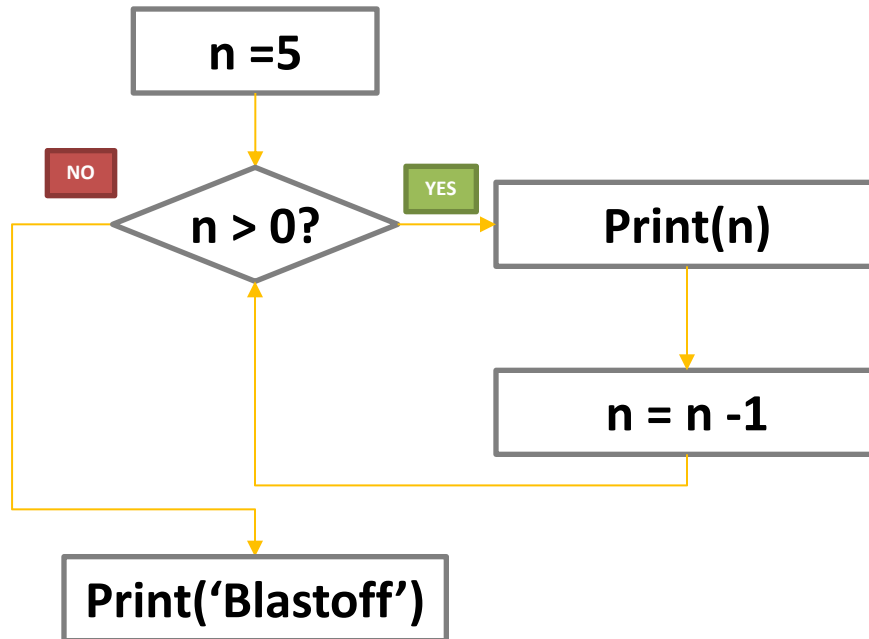 n =5
NO
YES
n > 0?
Print(n)
n = n -1
Print(‘Blastoff’)